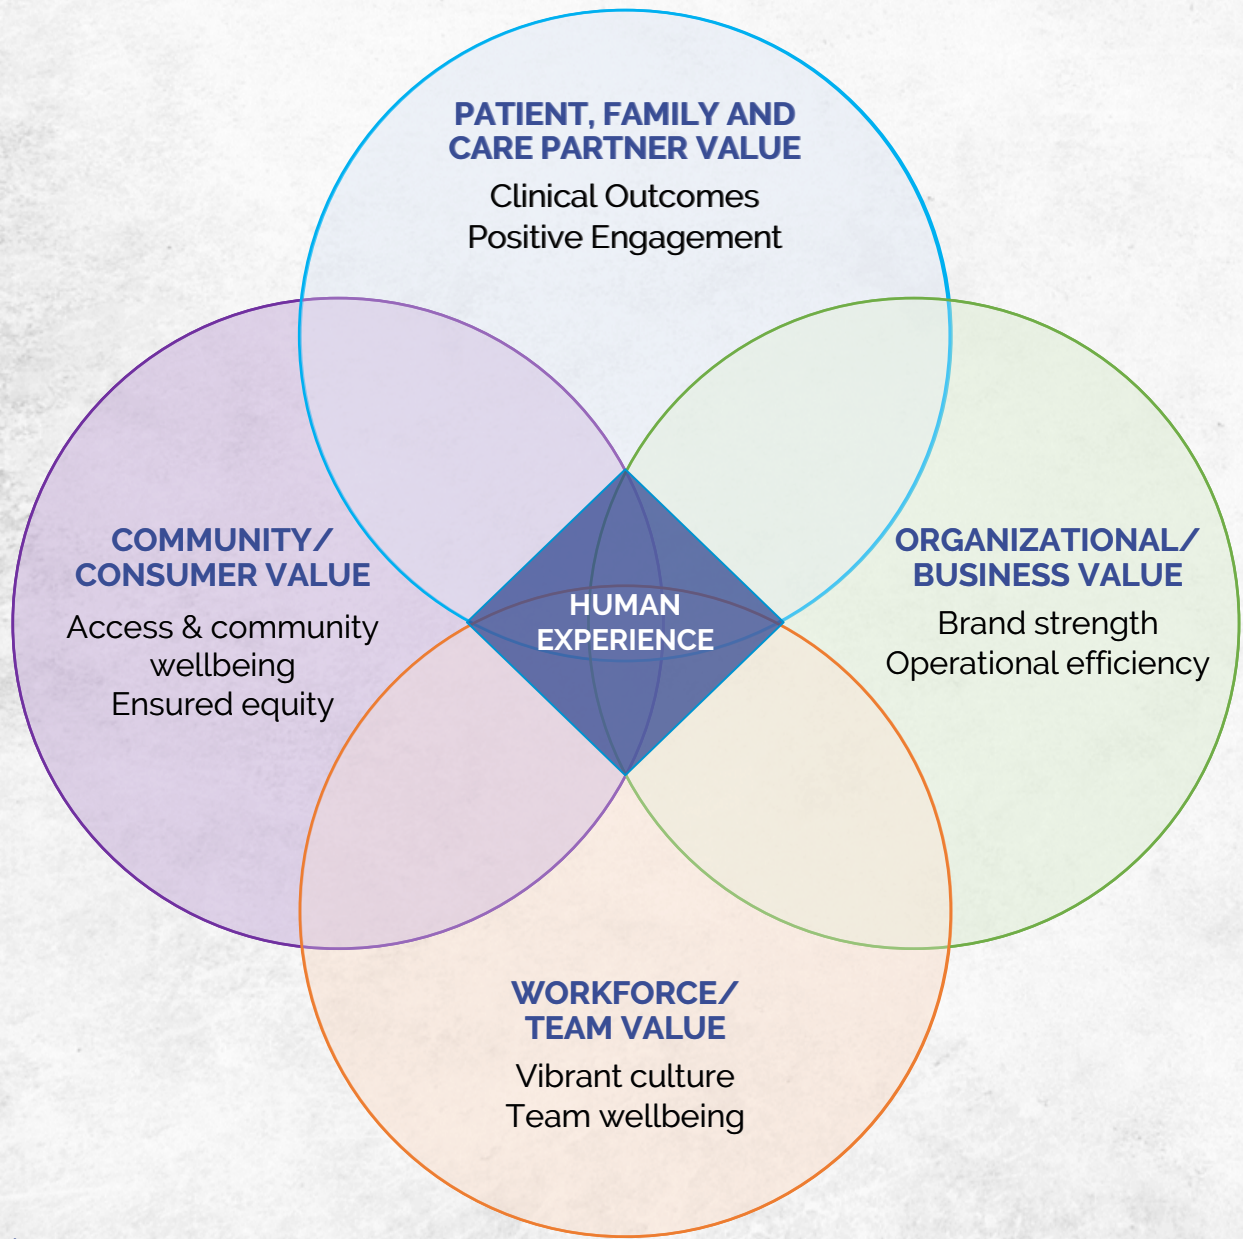 PATIENT, FAMILY AND
CARE PARTNER VALUE
Clinical Outcomes
Positive Engagement
COMMUNITY/
CONSUMER VALUE
Access & community
wellbeing
Ensured equity
HUMAN
EXPERIENCE
ORGANIZATIONAL/
BUSINESS VALUE
Brand strength
Operational efficiency
WORKFORCE/
TEAM VALUE
Vibrant culture
Team wellbeing